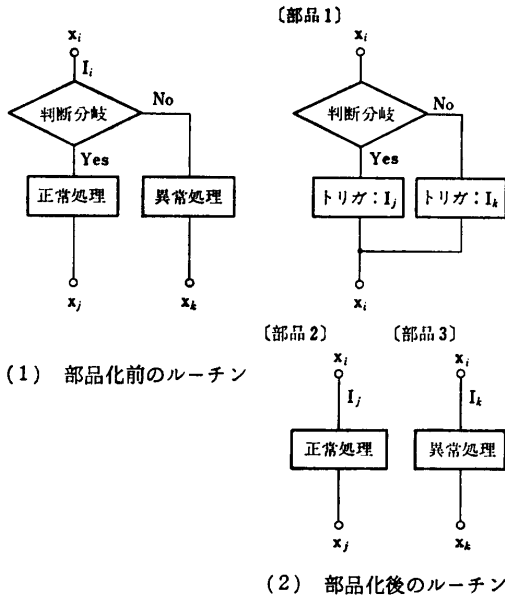 x_i
I_i
判断分岐
No
Yes
正常処理
異常処理
x_j
x_k
(1) 部品化前のルーチン
〔部品1〕
x_i
判断分岐
No
Yes
トリガ:I_j
トリガ:I_k
x_i
〔部品2〕
〔部品3〕
x_i
x_i
I_j
I_k
正常処理
異常処理
x_j
x_k
(2) 部品化後のルーチン